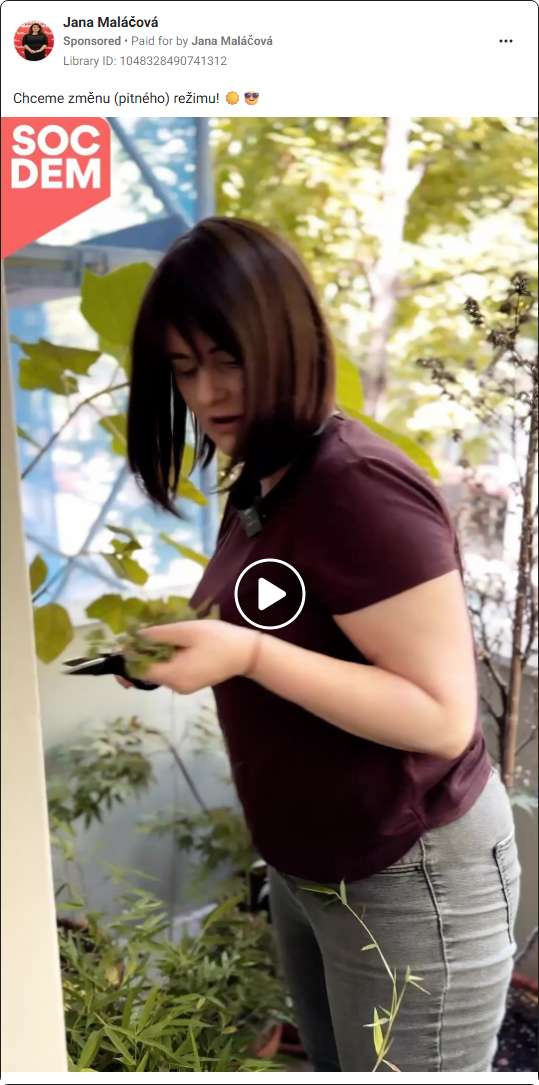 Jana Maláčová
Sponsored • Paid for by Jana Maláčová
Library ID: 1048328490741312
Chceme změnu (pitného) režimu! 🌞 😎
SOC
DEM